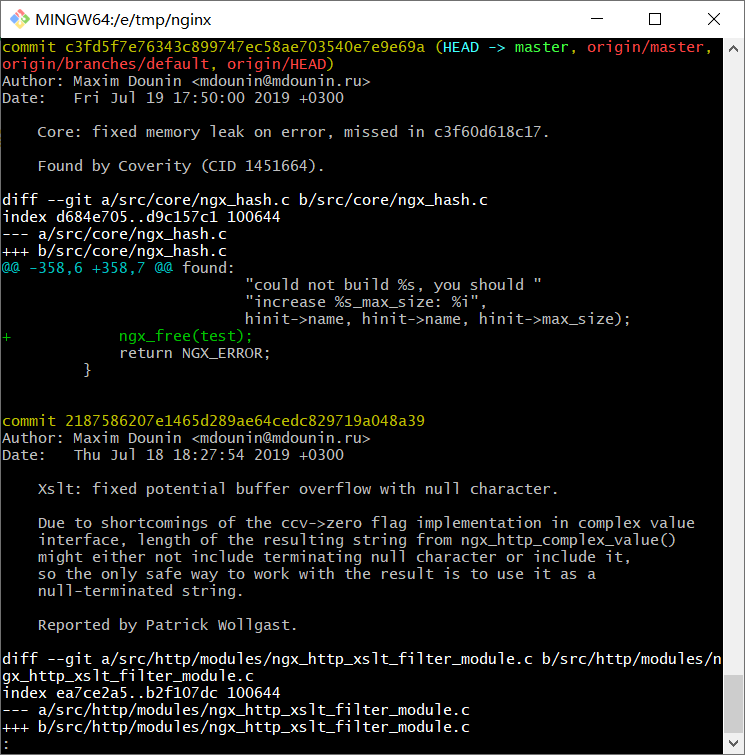 MINGW64:/e/tmp/nginx
commit c3fd5f7e76343c899747ec58ae703540e7e9e69a (HEAD -> master, origin/master,
origin/branches/default, origin/HEAD)
Author: Maxim Dounin <mdounin@mdounin.ru>
Date:   Fri Jul 19 17:50:00 2019 +0300
    Core: fixed memory leak on error, missed in c3f60d618c17.
    Found by Coverity (CID 1451664).
diff --git a/src/core/ngx_hash.c b/src/core/ngx_hash.c
index d684e705..d9c157c1 100644
--- a/src/core/ngx_hash.c
+++ b/src/core/ngx_hash.c
@@ -358,6 +358,7 @@ found:
                           "could not build %s, you should "
                           "increase %s_max_size: %i",
                           hinit->name, hinit->name, hinit->max_size);
+            ngx_free(test);
             return NGX_ERROR;
         }
commit 2187586207e1465d289ae64cedc829719a048a39
Author: Maxim Dounin <mdounin@mdounin.ru>
Date:   Thu Jul 18 18:27:54 2019 +0300
    Xslt: fixed potential buffer overflow with null character.
    Due to shortcomings of the ccv->zero flag implementation in complex value
    interface, length of the resulting string from ngx_http_complex_value()
    might either not include terminating null character or include it,
    so the only safe way to work with the result is to use it as a
    null-terminated string.
    Reported by Patrick Wollgast.
diff --git a/src/http/modules/ngx_http_xslt_filter_module.c b/src/http/modules/n
gx_http_xslt_filter_module.c
index ea7ce2a5..b2f107dc 100644
--- a/src/http/modules/ngx_http_xslt_filter_module.c
+++ b/src/http/modules/ngx_http_xslt_filter_module.c
: